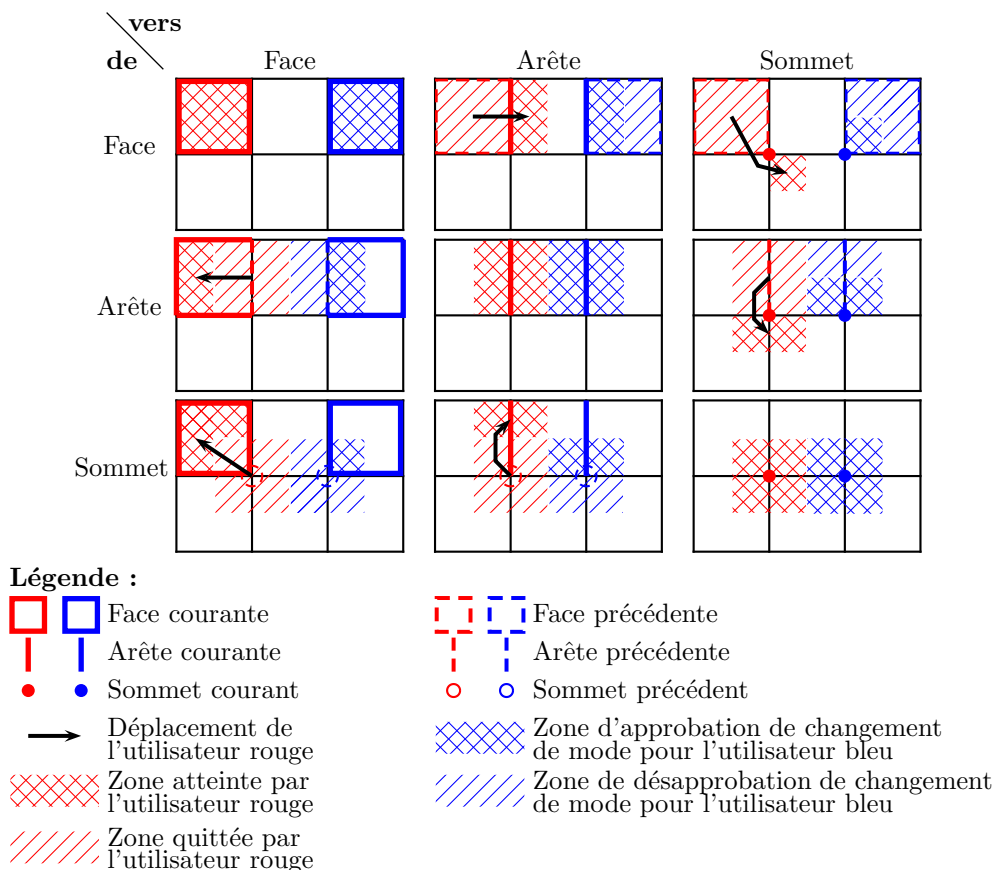 vers
de
Face
Arête
Sommet
Face
Arête
Sommet
Légende :
Face courante
Arête courante
Sommet courant
Déplacement de
l'utilisateur rouge
Zone atteinte par
l'utilisateur rouge
Zone quittée par
l'utilisateur rouge
Face précédente
Arête précédente
Sommet précédent
Zone d'approbation de changement
de mode pour l'utilisateur bleu
Zone de désapprobation de changement
de mode pour l'utilisateur bleu